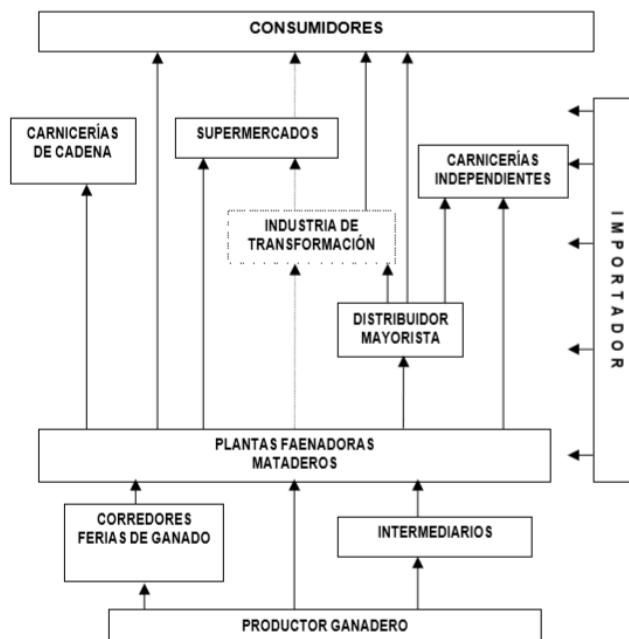 CONSUMIDORES
CARNICERÍAS
DE CADENA
SUPERMERCADOS
CARNICERÍAS
INDEPENDIENTES
INDUSTRIA DE
TRANSFORMACIÓN
DISTRIBUIDOR
MAYORISTA
IMPORTADOR
PLANTAS FAENADORAS
MATADEROS
CORREDORES
FERIAS DE GANADO
INTERMEDIARIOS
PRODUCTOR GANADERO